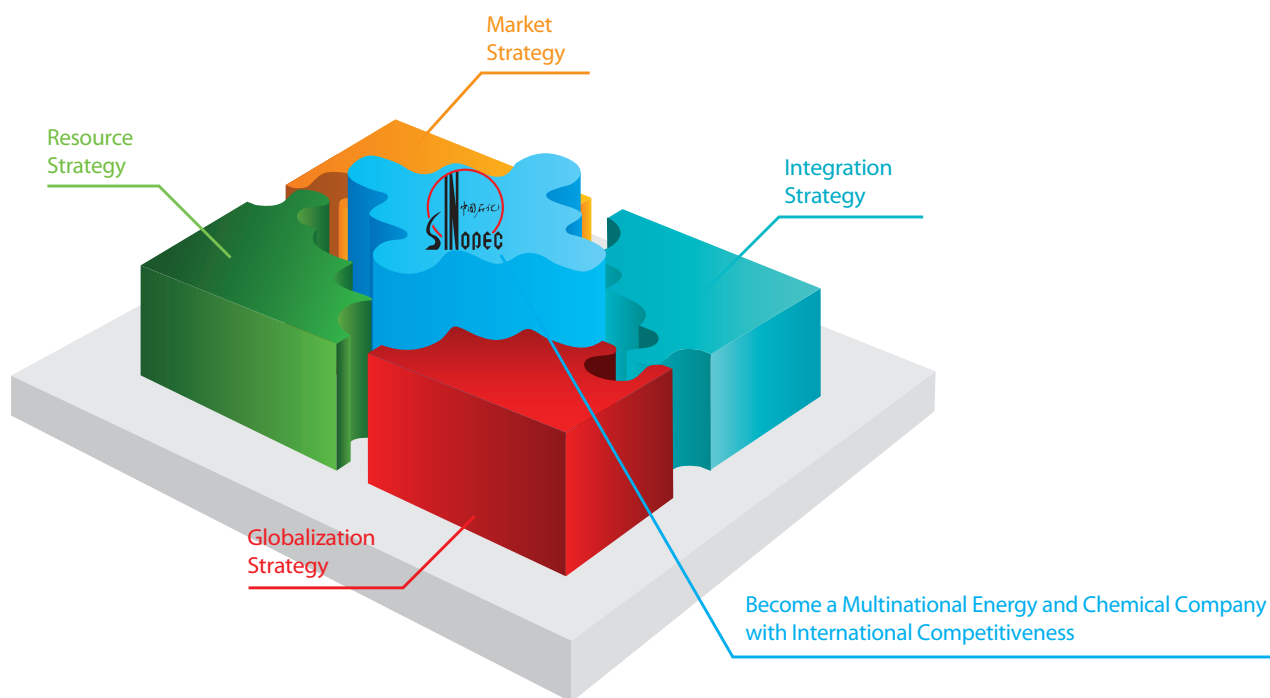 Market
Strategy
Resource
Strategy
Integration
Strategy
中国石化
SINOPEC
Globalization
Strategy
Become a Multinational Energy and Chemical Company
with International Competitiveness